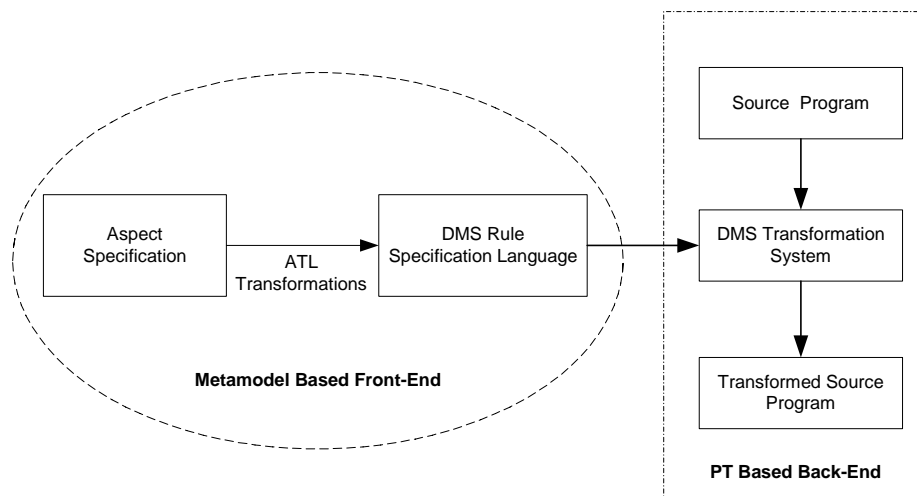 Aspect
Specification
ATL
Transformations
DMS Rule
Specification Language
Metamodel Based Front-End
Source Program
DMS Transformation
System
Transformed Source
Program
PT Based Back-End